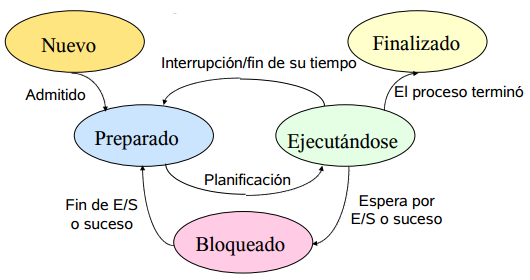 Nuevo
Finalizado
Interrupción/fin de su tiempo
Admitido
El proceso terminó
Preparado
Ejecutándose
Planificación
Fin de E/S
o suceso
Espera por
E/S o suceso
Bloqueado